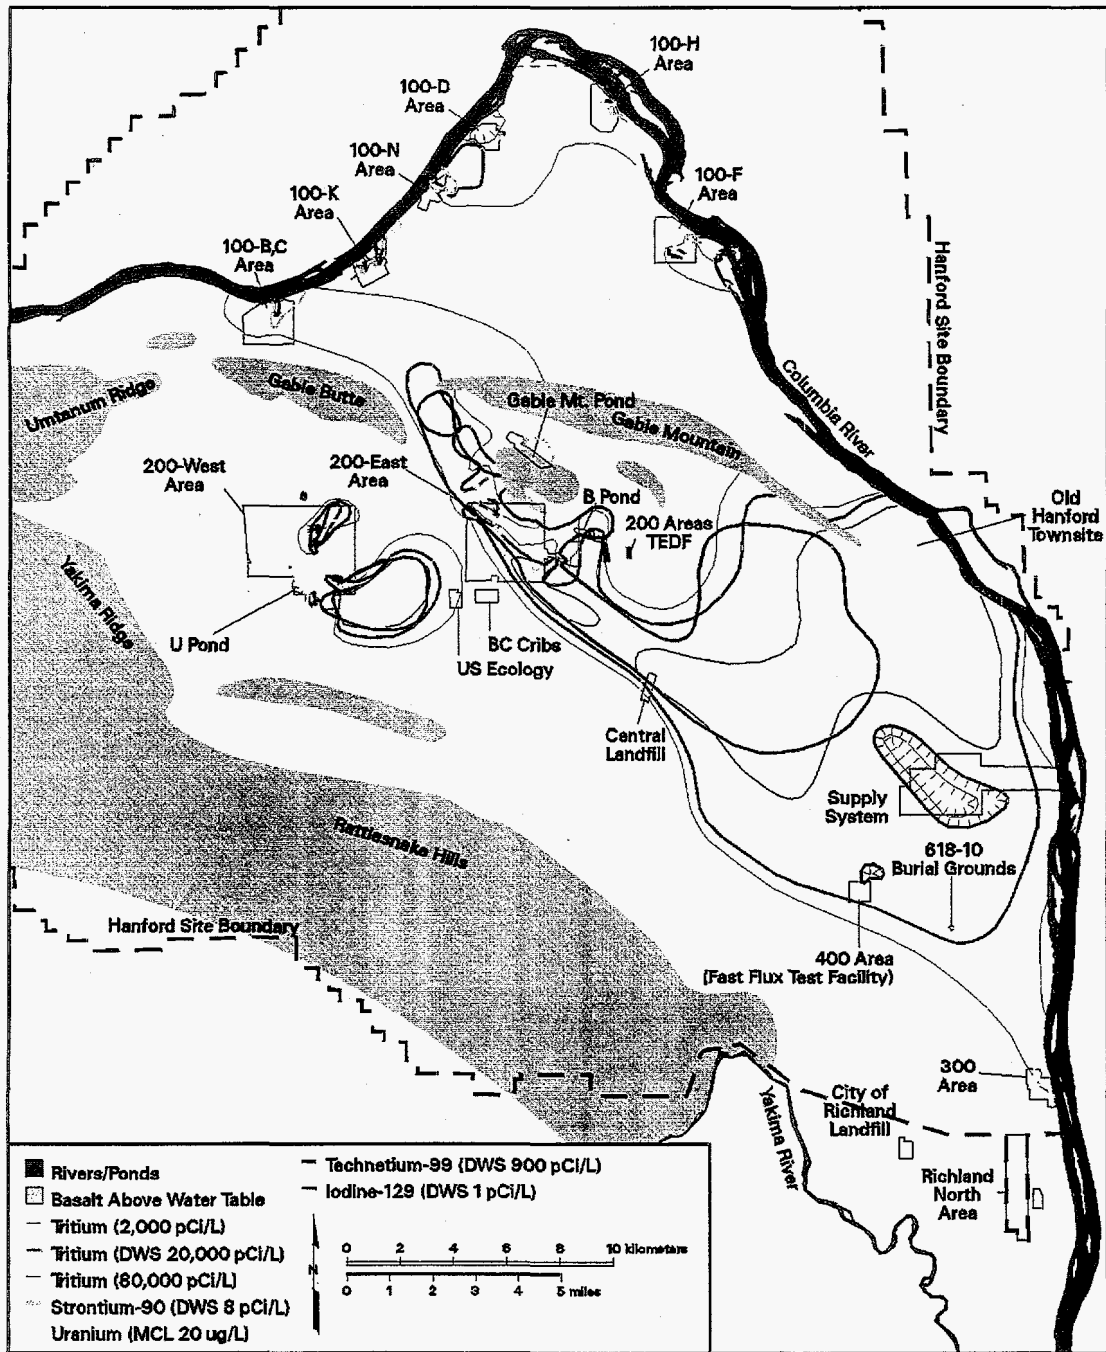 100-H
Area
100-D
Area
100-N
Area
100-F
Area
100-K
Area
100-B,C
Area
Hanford Site Boundary
Columbia River
Umtanum Ridge
Gable Butte
Gable Mt. Pond
Gable Mountain
200-West
Area
200-East
Area
B Pond
200 Areas
TEDF
Old
Hanford
Townsite
Yakima Ridge
U Pond
BC Cribs
US Ecology
Central
Landfill
Supply
System
Rattlesnake Hills
618-10
Burial Grounds
Hanford Site Boundary
400 Area
(Fast Flux Test Facility)
300
Area
City of
Richland
Landfill
Yakima River
Richland
North
Area
Rivers/Ponds
Basalt Above Water Table
Tritium (2,000 pCi/L)
Tritium (DWS 20,000 pCi/L)
Tritium (80,000 pCi/L)
Strontium-90 (DWS 8 pCi/L)
Uranium (MCL 20 ug/L)
Technetium-99 (DWS 900 pCi/L)
Iodine-129 (DWS 1 pCi/L)
N
0 2 4 6 8 10 kilometers
0 1 2 3 4 5 miles